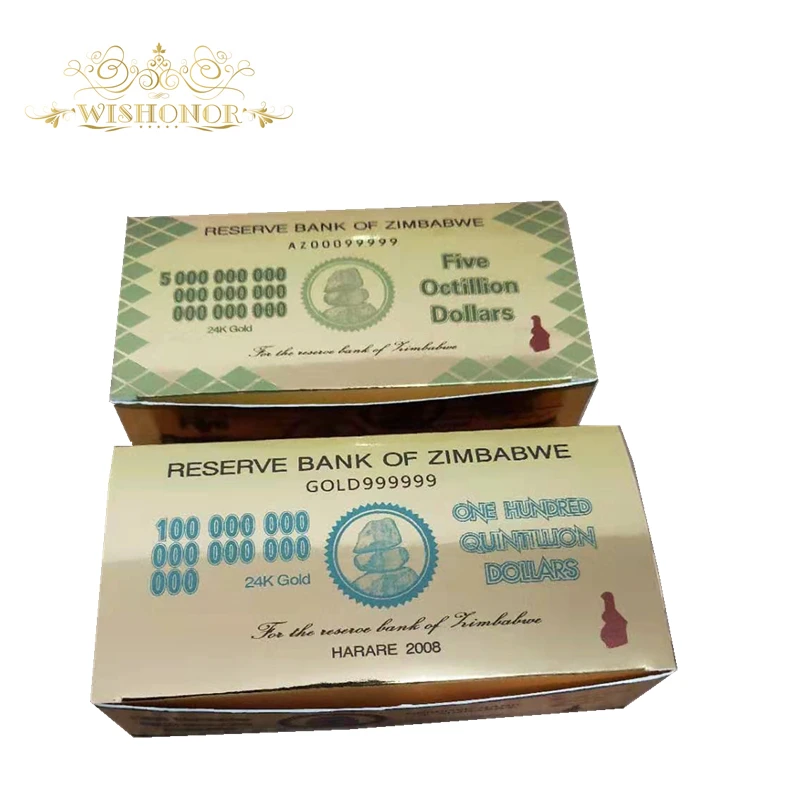 WISHONOR
RESERVE BANK OF ZIMBABWE
AZ00099999
5 000 000 000
000 000 000
000 000 000
24K Gold
Five
Octillion
Dollars
For the reserve bank of Zimbabwe
RESERVE BANK OF ZIMBABWE
GOLD999999
100 000 000
000 000 000
000
24K Gold
ONE HUNDRED
QUINTILLION
DOLLARS
For the reserve bank of Zimbabwe
HARARE 2008